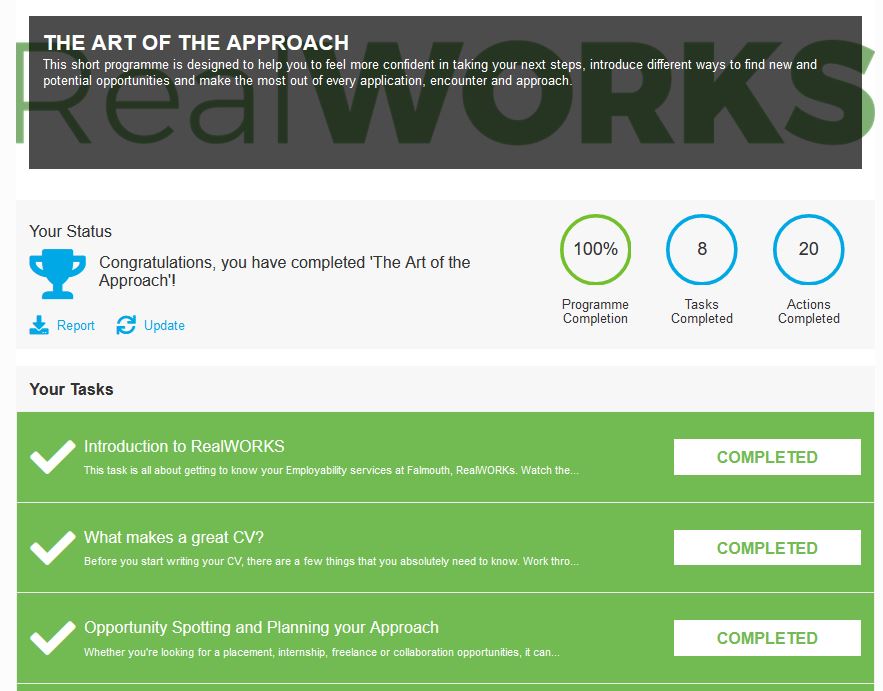 RealWORKS
THE ART OF THE APPROACH
This short programme is designed to help you to feel more confident in taking your next steps, introduce different ways to find new and
potential opportunities and make the most out of every application, encounter and approach.
Your Status
Congratulations, you have completed 'The Art of the
Approach'!
Report Update
100%
Programme
Completion
8
Tasks
Completed
20
Actions
Completed
Your Tasks
Introduction to RealWORKS
This task is all about getting to know your Employability services at Falmouth, RealWORKs. Watch the...
COMPLETED
What makes a great CV?
Before you start writing your CV, there are a few things that you absolutely need to know. Work thro...
COMPLETED
Opportunity Spotting and Planning your Approach
Whether you're looking for a placement, internship, freelance or collaboration opportunities, it can...
COMPLETED